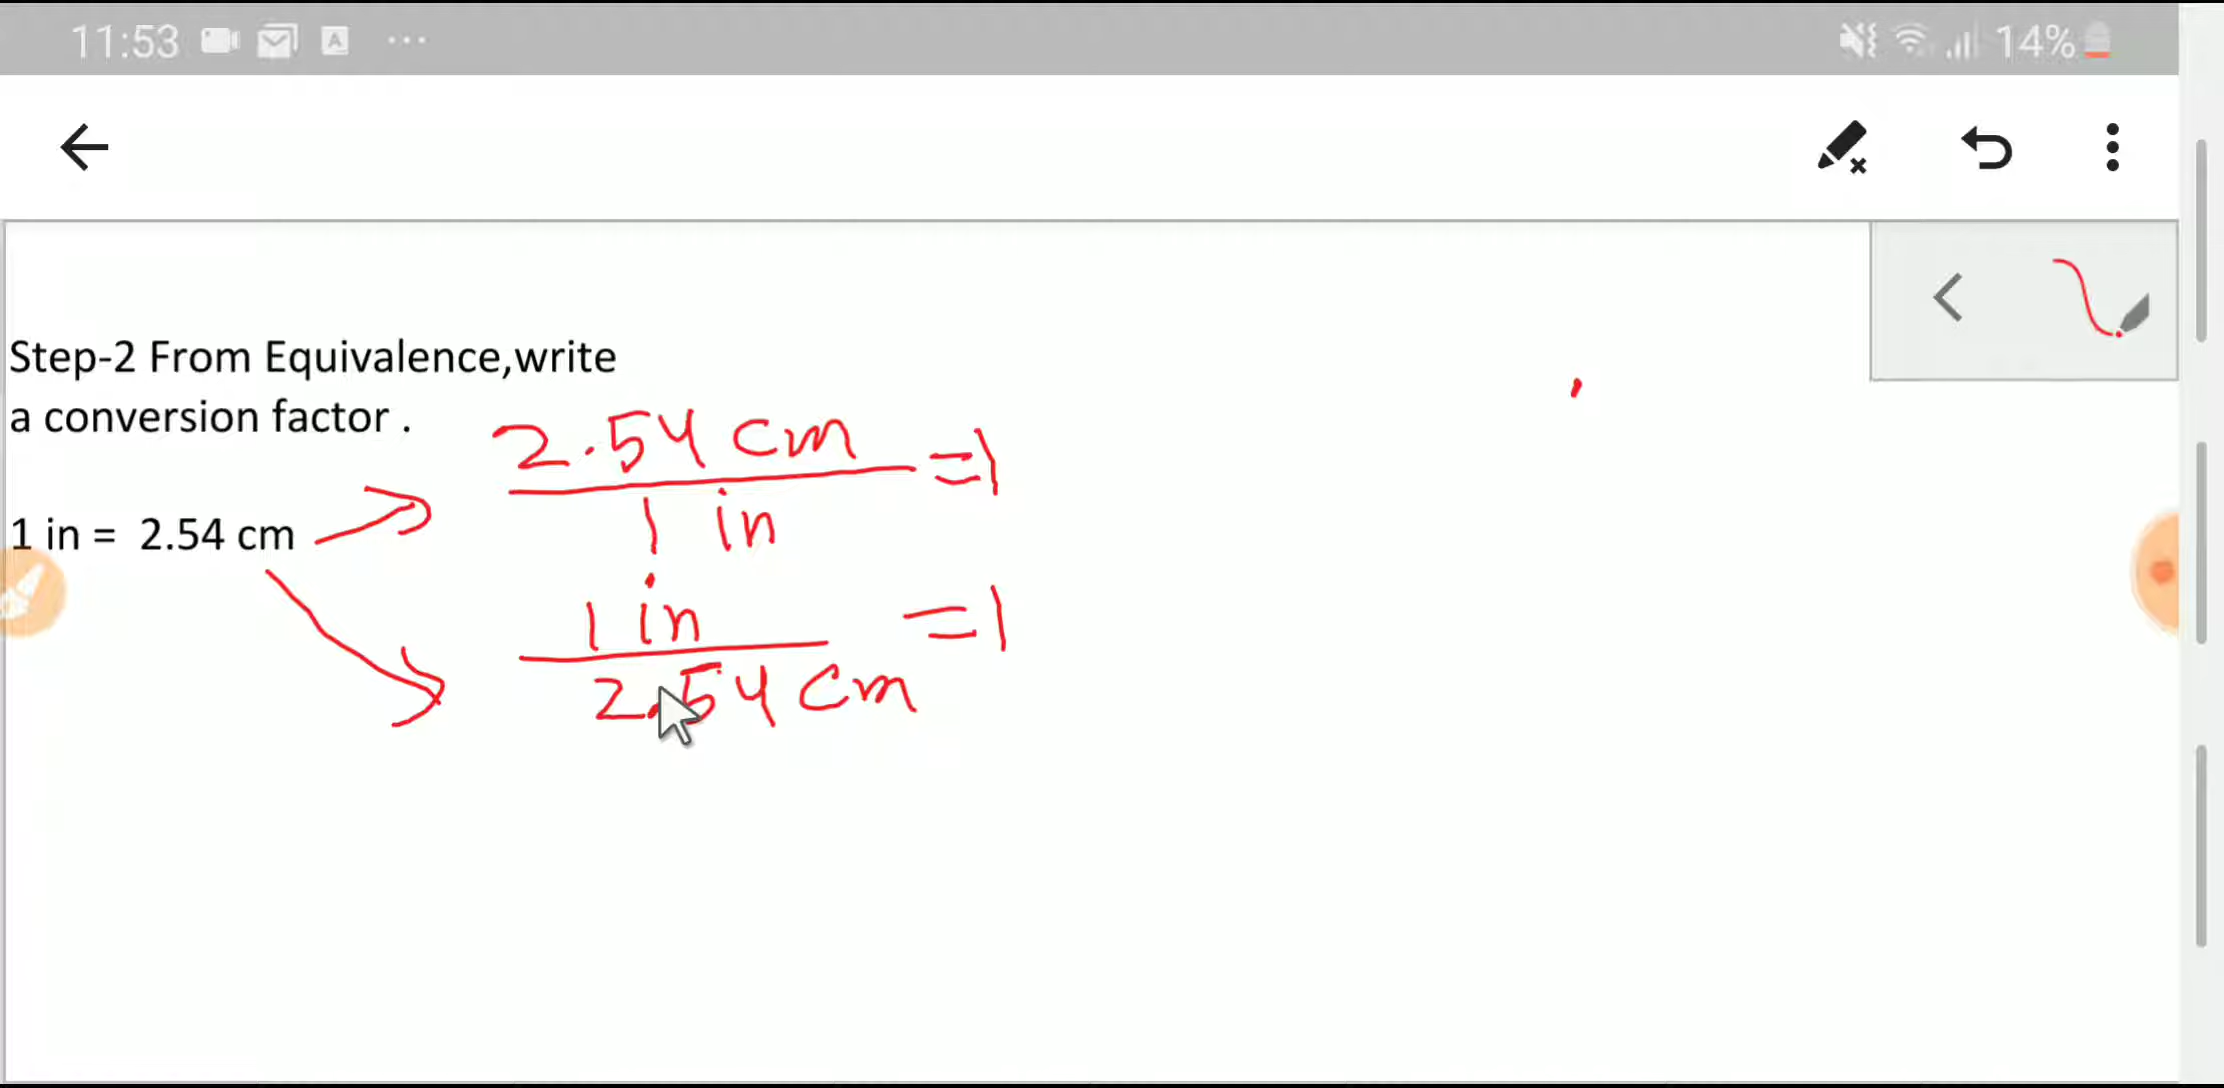 11:53 A ... 14%
Step-2 From Equivalence,write
a conversion factor .
2.54 cm
=1
1 in
1 in = 2.54 cm
1 in
=1
2.54 cm